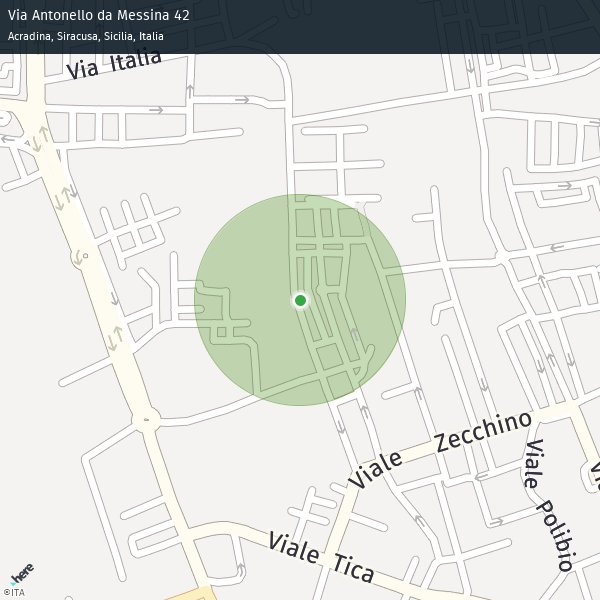 Via Antonello da Messina 42
Acradina, Siracusa, Sicilia, Italia
Via Italia
Viale Zecchino
Viale Polibio
Viale Tica
Vi
here
©ITA